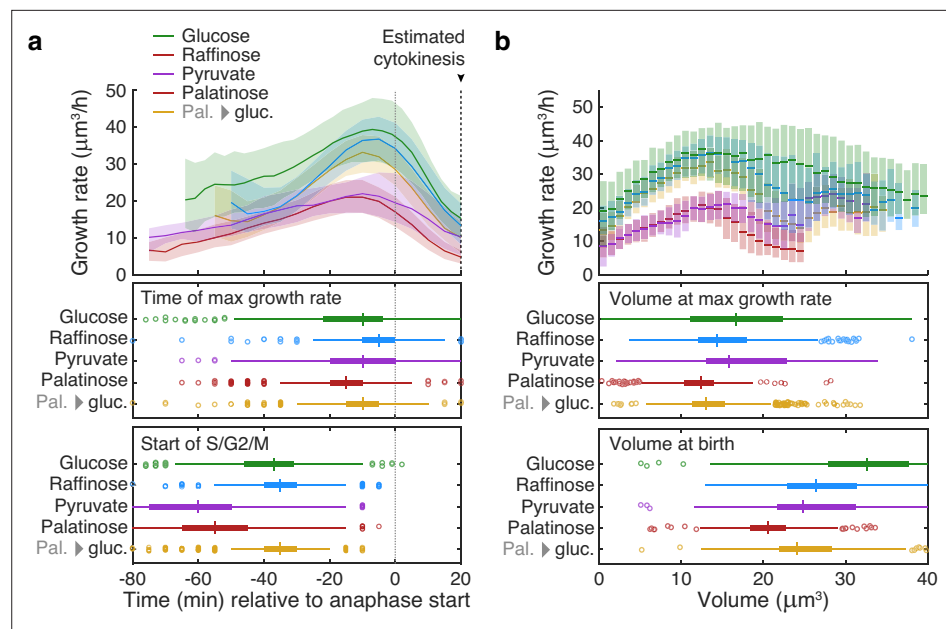 a
Glucose
Raffinose
Pyruvate
Palatinose
Pal. ▶ gluc.
Estimated
cytokinesis
Growth rate (μm³/h)
50
40
30
20
10
0
Time of max growth rate
Glucose
Raffinose
Pyruvate
Palatinose
Pal. ▶ gluc.
Start of S/G2/M
Glucose
Raffinose
Pyruvate
Palatinose
Pal. ▶ gluc.
-80 -60 -40 -20 0 20
Time (min) relative to anaphase start
b
Growth rate (μm³/h)
50
40
30
20
10
0
Volume at max growth rate
Glucose
Raffinose
Pyruvate
Palatinose
Pal. ▶ gluc.
Volume at birth
Glucose
Raffinose
Pyruvate
Palatinose
Pal. ▶ gluc.
0 10 20 30 40
Volume (μm³)